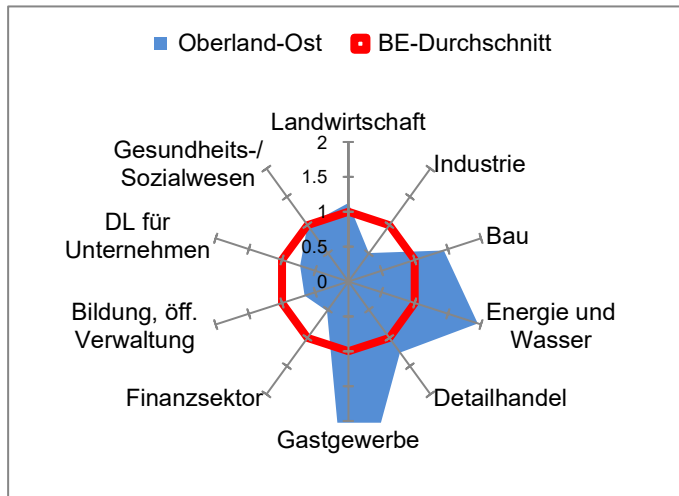 Oberland-Ost
BE-Durchschnitt
Landwirtschaft
Gesundheits-/
Sozialwesen
Industrie
DL für
Unternehmen
Bau
Bildung, öff.
Verwaltung
Energie und
Wasser
Finanzsektor
Detailhandel
Gastgewerbe
2
1.5
1
0.5
0